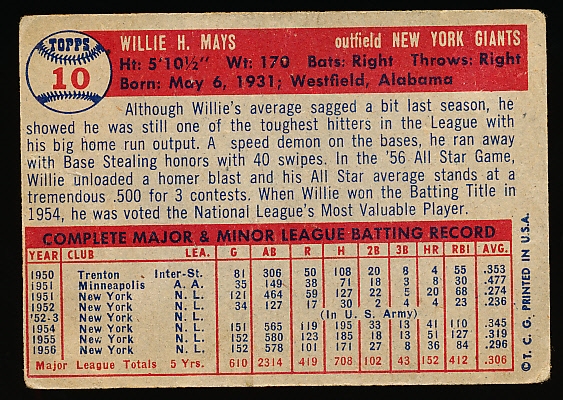 TOPPS
10
WILLIE H. MAYS outfield NEW YORK GIANTS
Ht: 5'10½" Wt: 170 Bats: Right Throws: Right
Born: May 6, 1931; Westfield, Alabama
Although Willie's average sagged a bit last season, he
showed he was still one of the toughest hitters in the League with
his big home run output. A speed demon on the bases, he ran away
with Base Stealing honors with 40 swipes. In the '56 All Star Game,
Willie unloaded a homer blast and his All Star average stands at a
tremendous .500 for 3 contests. When Willie won the Batting Title in
1954, he was voted the National League's Most Valuable Player.
COMPLETE MAJOR & MINOR LEAGUE BATTING RECORD
YEAR CLUB LEA. G AB R H 2B 3B HR RBI AVG.
1950 Trenton Inter-St. 81 306 50 108 20 8 4 55 .353
1951 Minneapolis A. A. 35 149 38 71 18 3 8 30 .477
1951 New York N. L. 121 464 59 127 22 5 20 68 .274
1952 New York N. L. 34 127 17 30 2 4 4 23 .236
'52-3 (In U. S. Army)
1954 New York N. L. 151 565 119 195 33 13 41 110 .345
1955 New York N. L. 152 580 123 185 18 13 51 127 .319
1956 New York N. L. 152 578 101 171 27 8 36 84 .296
Major League Totals 5 Yrs. 610 2314 419 708 102 43 152 412 .306
©T. C. G. PRINTED IN U.S.A.